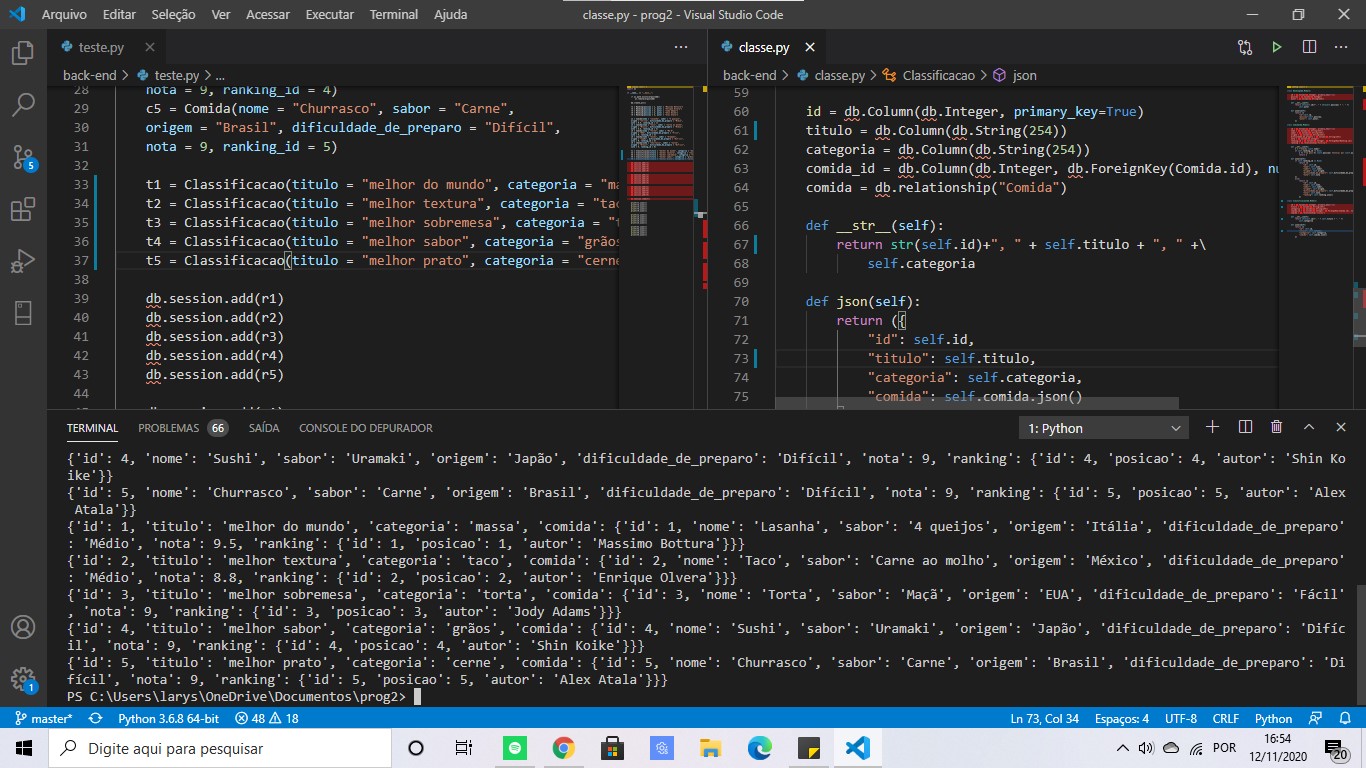 Arquivo Editar Seleção Ver Acessar Executar Terminal Ajuda
classe.py - prog2 - Visual Studio Code
teste.py
back-end > teste.py > ...
28 nota = 9, ranking_id = 4)
29 c5 = Comida(nome = "Churrasco", sabor = "Carne",
30 origem = "Brasil", dificuldade_de_preparo = "Difícil",
31 nota = 9, ranking_id = 5)
32
33 t1 = Classificacao(titulo = "melhor do mundo", categoria = "ma
34 t2 = Classificacao(titulo = "melhor textura", categoria = "tac
35 t3 = Classificacao(titulo = "melhor sobremesa", categoria = "t
36 t4 = Classificacao(titulo = "melhor sabor", categoria = "grãos
37 t5 = Classificacao(titulo = "melhor prato", categoria = "cerne
38
39 db.session.add(r1)
40 db.session.add(r2)
41 db.session.add(r3)
42 db.session.add(r4)
43 db.session.add(r5)
44
classe.py
back-end > classe.py > Classificacao > json
59
60 id = db.Column(db.Integer, primary_key=True)
61 titulo = db.Column(db.String(254))
62 categoria = db.Column(db.String(254))
63 comida_id = db.Column(db.Integer, db.ForeignKey(Comida.id), nu
64 comida = db.relationship("Comida")
65
66 def __str__(self):
67 return str(self.id)+", " + self.titulo + ", " +\
68 self.categoria
69
70 def json(self):
71 return ({
72 "id": self.id,
73 "titulo": self.titulo,
74 "categoria": self.categoria,
75 "comida": self.comida.json()
TERMINAL PROBLEMAS 66 SAÍDA CONSOLE DO DEPURADOR
1: Python
{'id': 4, 'nome': 'Sushi', 'sabor': 'Uramaki', 'origem': 'Japão', 'dificuldade_de_preparo': 'Difícil', 'nota': 9, 'ranking': {'id': 4, 'posicao': 4, 'autor': 'Shin Ko
ike'}}
{'id': 5, 'nome': 'Churrasco', 'sabor': 'Carne', 'origem': 'Brasil', 'dificuldade_de_preparo': 'Difícil', 'nota': 9, 'ranking': {'id': 5, 'posicao': 5, 'autor': 'Alex
Atala'}}
{'id': 1, 'titulo': 'melhor do mundo', 'categoria': 'massa', 'comida': {'id': 1, 'nome': 'Lasanha', 'sabor': '4 queijos', 'origem': 'Itália', 'dificuldade_de_preparo'
: 'Médio', 'nota': 9.5, 'ranking': {'id': 1, 'posicao': 1, 'autor': 'Massimo Bottura'}}}
{'id': 2, 'titulo': 'melhor textura', 'categoria': 'taco', 'comida': {'id': 2, 'nome': 'Taco', 'sabor': 'Carne ao molho', 'origem': 'México', 'dificuldade_de_preparo'
: 'Médio', 'nota': 8.8, 'ranking': {'id': 2, 'posicao': 2, 'autor': 'Enrique Olvera'}}}
{'id': 3, 'titulo': 'melhor sobremesa', 'categoria': 'torta', 'comida': {'id': 3, 'nome': 'Torta', 'sabor': 'Maçã', 'origem': 'EUA', 'dificuldade_de_preparo': 'Fácil'
, 'nota': 9, 'ranking': {'id': 3, 'posicao': 3, 'autor': 'Jody Adams'}}}
{'id': 4, 'titulo': 'melhor sabor', 'categoria': 'grãos', 'comida': {'id': 4, 'nome': 'Sushi', 'sabor': 'Uramaki', 'origem': 'Japão', 'dificuldade_de_preparo': 'Difíc
il', 'nota': 9, 'ranking': {'id': 4, 'posicao': 4, 'autor': 'Shin Koike'}}}
{'id': 5, 'titulo': 'melhor prato', 'categoria': 'cerne', 'comida': {'id': 5, 'nome': 'Churrasco', 'sabor': 'Carne', 'origem': 'Brasil', 'dificuldade_de_preparo': 'Di
fícil', 'nota': 9, 'ranking': {'id': 5, 'posicao': 5, 'autor': 'Alex Atala'}}}
PS C:\Users\larys\OneDrive\Documentos\prog2>
5
1
master* Python 3.6.8 64-bit 48 18 Ln 73, Col 34 Espaços: 4 UTF-8 CRLF Python
Digite aqui para pesquisar
POR
16:54
12/11/2020
20